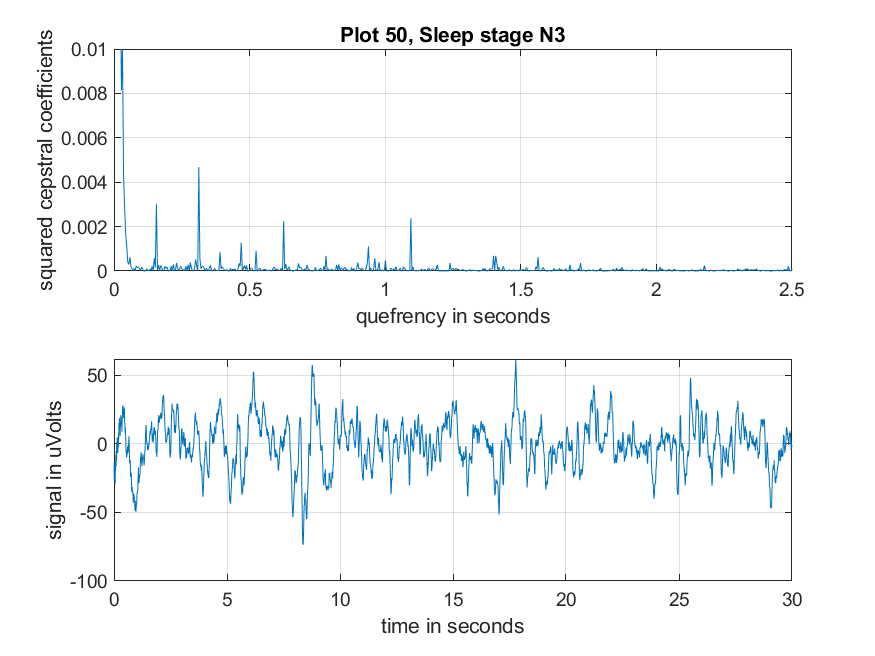 Plot 50, Sleep stage N3
squared cepstral coefficients
0.01
0.008
0.006
0.004
0.002
0
0 0.5 1 1.5 2 2.5
quefrency in seconds
signal in uVolts
50
0
-50
-100
0 5 10 15 20 25 30
time in seconds